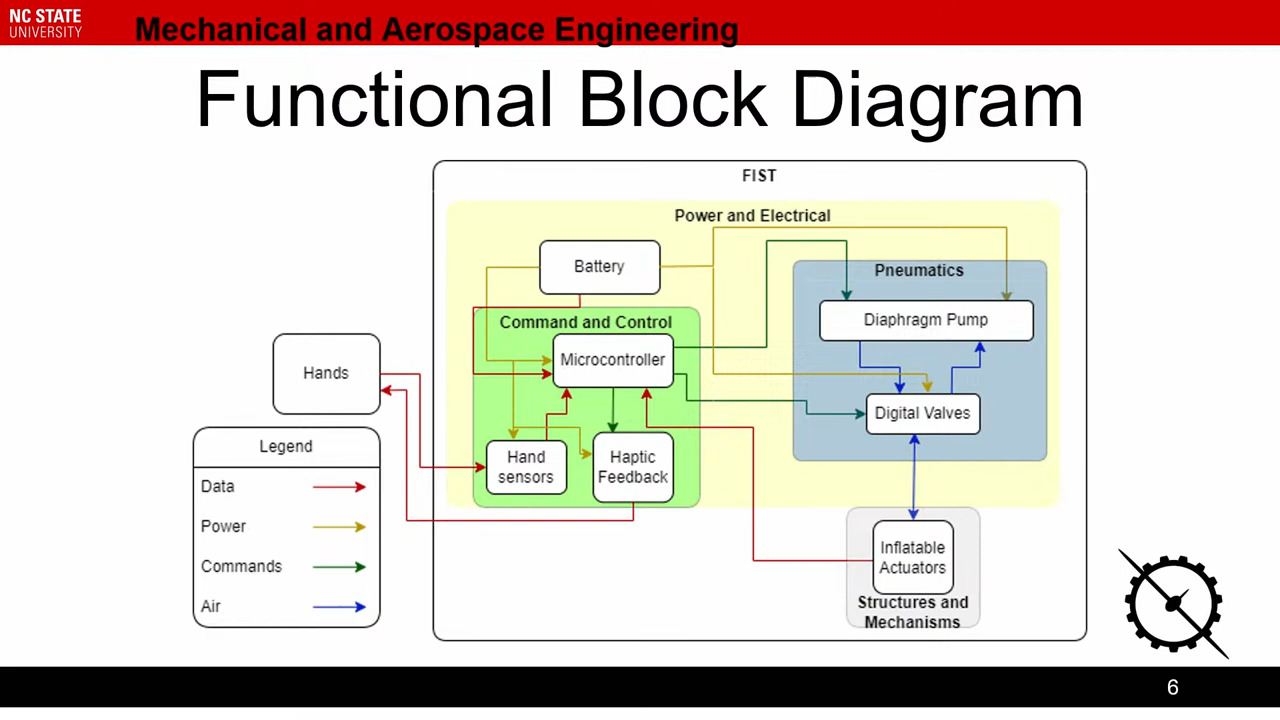 NC STATE
UNIVERSITY
Mechanical and Aerospace Engineering
Functional Block Diagram
FIST
Power and Electrical
Battery
Pneumatics
Diaphragm Pump
Command and Control
Microcontroller
Hands
Digital Valves
Hand
sensors
Haptic
Feedback
Legend
Data
Power
Commands
Air
Inflatable
Actuators
Structures and
Mechanisms
6